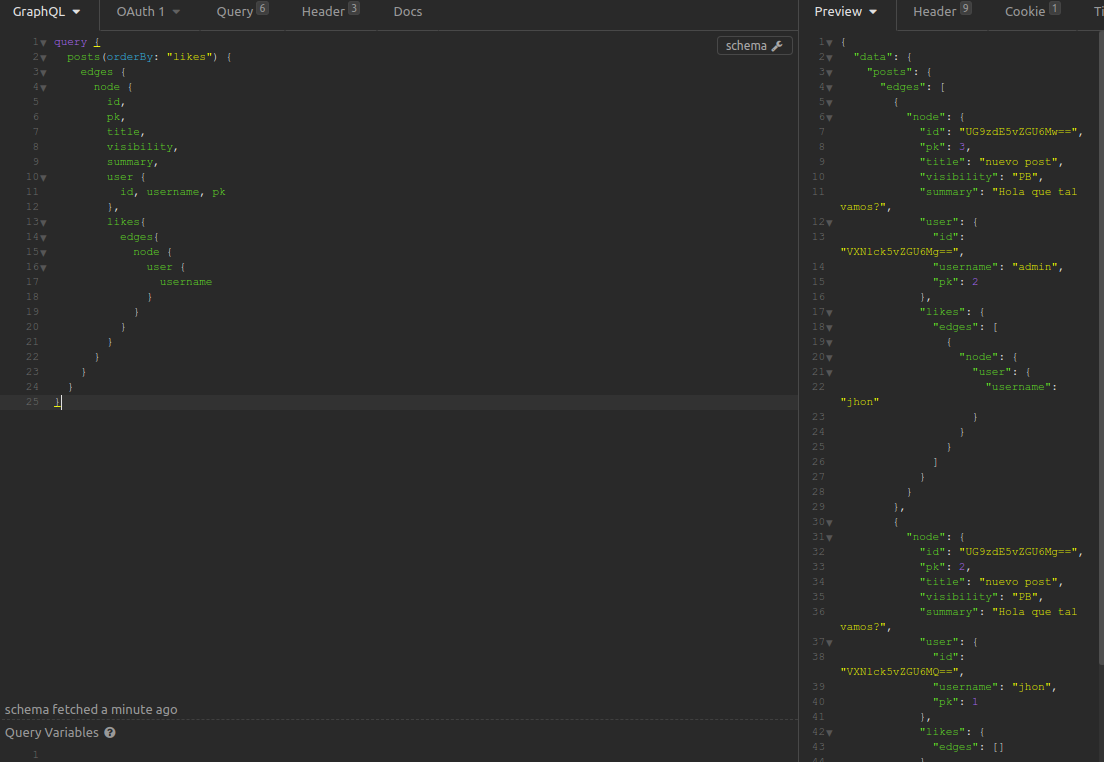 GraphQL OAuth 1 Query 6 Header 3 Docs
schema
1 query {
2 posts(orderBy: "likes") {
3 edges {
4 node {
5 id,
6 pk,
7 title,
8 visibility,
9 summary,
10 user {
11 id, username, pk
12 },
13 likes{
14 edges{
15 node {
16 user {
17 username
18 }
19 }
20 }
21 }
22 }
23 }
24 }
25 }
schema fetched a minute ago
Query Variables ?
1
Preview Header 9 Cookie 1 Ti
1 {
2 "data": {
3 "posts": {
4 "edges": [
5 {
6 "node": {
7 "id": "UG9zdE5vZGU6Mw==",
8 "pk": 3,
9 "title": "nuevo post",
10 "visibility": "PB",
11 "summary": "Hola que tal
vamos?",
12 "user": {
13 "id":
"VXNlck5vZGU6Mg==",
14 "username": "admin",
15 "pk": 2
16 },
17 "likes": {
18 "edges": [
19 {
20 "node": {
21 "user": {
22 "username":
"jhon"
23 }
24 }
25 }
26 ]
27 }
28 }
29 },
30 {
31 "node": {
32 "id": "UG9zdE5vZGU6Mg==",
33 "pk": 2,
34 "title": "nuevo post",
35 "visibility": "PB",
36 "summary": "Hola que tal
vamos?",
37 "user": {
38 "id":
"VXNlck5vZGU6MQ==",
39 "username": "jhon",
40 "pk": 1
41 },
42 "likes": {
43 "edges": []
44 }